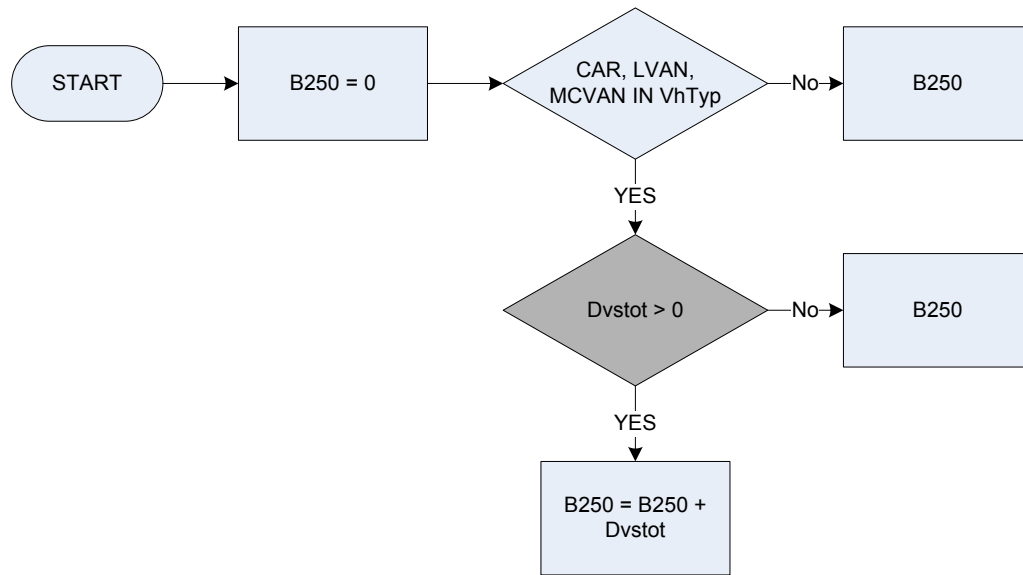 START
B250 = 0
CAR, LVAN,
MCVAN IN VhTyp
No
B250
YES
Dvstot > 0
No
B250
YES
B250 = B250 +
Dvstot